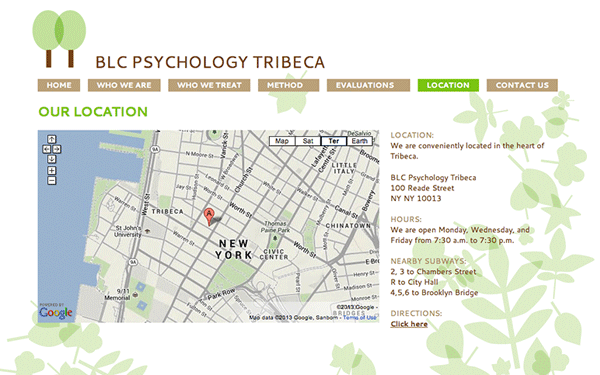 BLC PSYCHOLOGY TRIBECA
HOME WHO WE ARE WHO WE TREAT METHOD EVALUATIONS LOCATION CONTACT US
OUR LOCATION
Map Sat Ter Earth
DeSalvio
N Moore St
LITTLE
ITALY
Jay St
Worth St
Canal St
West St
TRIBECA
A
Worth St
Thomas
Paine Park
CHINATOWN
St John's
University
Warren St
NEW
YORK
CIVIC
CENTER
Pearl St
Park Row
9/11
Memorial
BRIDGES
POWERED BY
Google
©2013 Google
Map data ©2013 Google, Sanborn - Terms of Use
LOCATION:
We are conveniently located in the heart of
Tribeca.
BLC Psychology Tribeca
100 Reade Street
NY NY 10013
HOURS:
We are open Monday, Wednesday, and
Friday from 7:30 a.m. to 7:30 p.m.
NEARBY SUBWAYS:
2, 3 to Chambers Street
R to City Hall
4,5,6 to Brooklyn Bridge
DIRECTIONS:
Click here